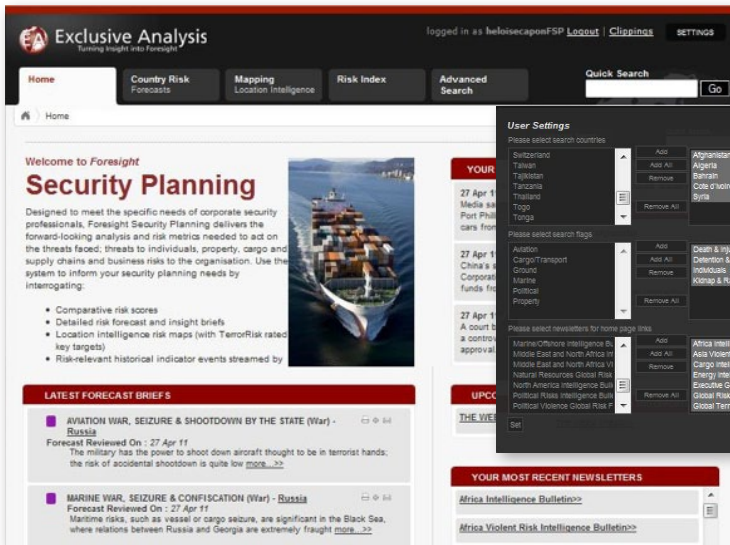 Exclusive Analysis
Turning Insight into Foresight
logged in as heloisecaponFSP Logout | Clippings
SETTINGS
Home
Country Risk
Forecasts
Mapping
Location Intelligence
Risk Index
Advanced
Search
Quick Search
Go
Home
Welcome to Foresight
Security Planning
Designed to meet the specific needs of corporate security
professionals, Foresight Security Planning delivers the
forward-looking analysis and risk metrics needed to act on
the threats faced; threats to individuals, property, cargo and
supply chains and business risks to the organisation. Use the
system to inform your security planning needs by
interrogating:
Comparative risk scores
Detailed risk forecast and insight briefs
Location intelligence risk maps (with TerrorRisk rated
key targets)
Risk-relevant historical indicator events streamed by
LATEST FORECAST BRIEFS
AVIATION WAR, SEIZURE & SHOOTDOWN BY THE STATE (War) -
Russia
Forecast Reviewed On : 27 Apr 11
The military has the power to shoot down aircraft thought to be in terrorist hands;
the risk of accidental shootdown is quite low more...>>
MARINE WAR, SEIZURE & CONFISCATION (War) - Russia
Forecast Reviewed On : 27 Apr 11
Maritime risks, such as vessel or cargo seizure, are significant in the Black Sea,
where relations between Russia and Georgia are extremely fraught more...>>
YOUR
27 Apr 1
Media sa
Port Phill
cars from
27 Apr 1
China's s
Corporati
funds fro
27 Apr 1
A court b
a controv
approval
UPCO
THE WEE
User Settings
Please select search countries
Switzerland
Taiwan
Tajikistan
Tanzania
Thailand
Togo
Tonga
Add
Add All
Remove
Remove All
Afghanistan
Algeria
Bahrain
Cote d'Ivoire
Syria
Please select search flags
Aviation
Cargo/Transport
Ground
Marine
Political
Property
Add
Add All
Remove
Remove All
Death & Inju
Detention &
Individuals
Kidnap & Ra
Please select newsletters for home page links
Marine/Offshore Intelligence Bu
Middle East and North Africa In
Middle East and North Africa Vi
Natural Resources Global Risk
North America Intelligence Bull
Political Risks Intelligence Bulle
Political Violence Global Risk F
Add
Add All
Remove
Remove All
Africa Intelli
Asia Violent
Cargo Intell
Energy Inte
Executive G
Global Risk
Global Terr
Set
YOUR MOST RECENT NEWSLETTERS
Africa Intelligence Bulletin>>
Africa Violent Risk Intelligence Bulletin>>